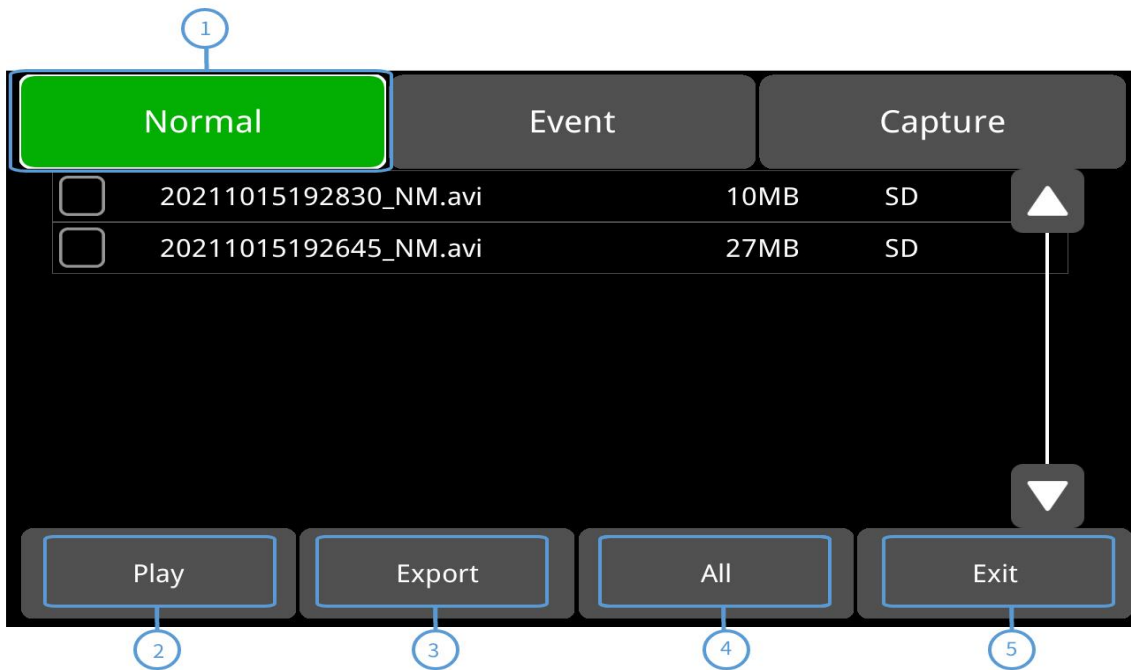 1
Normal Event Capture
20211015192830_NM.avi 10MB SD
20211015192645_NM.avi 27MB SD
Play Export All Exit
2 3 4 5